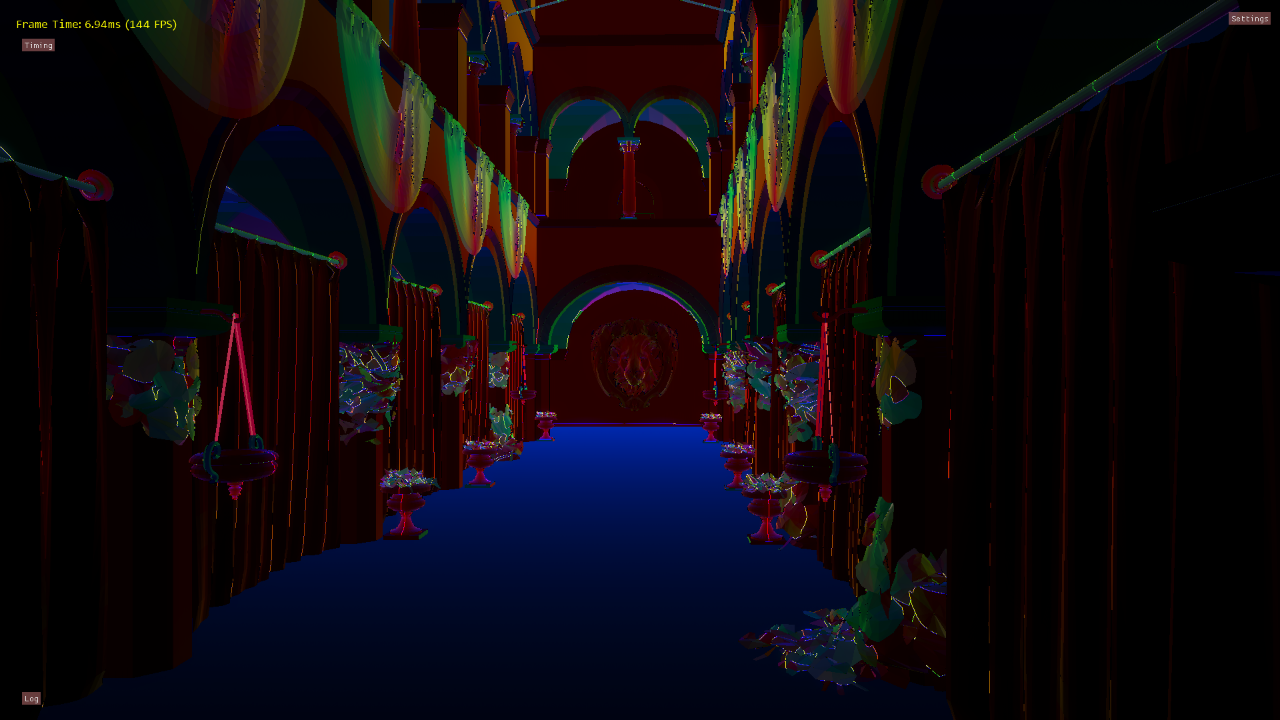 Frame Time: 6.94ms (144 FPS)
Settings
Timing
Log